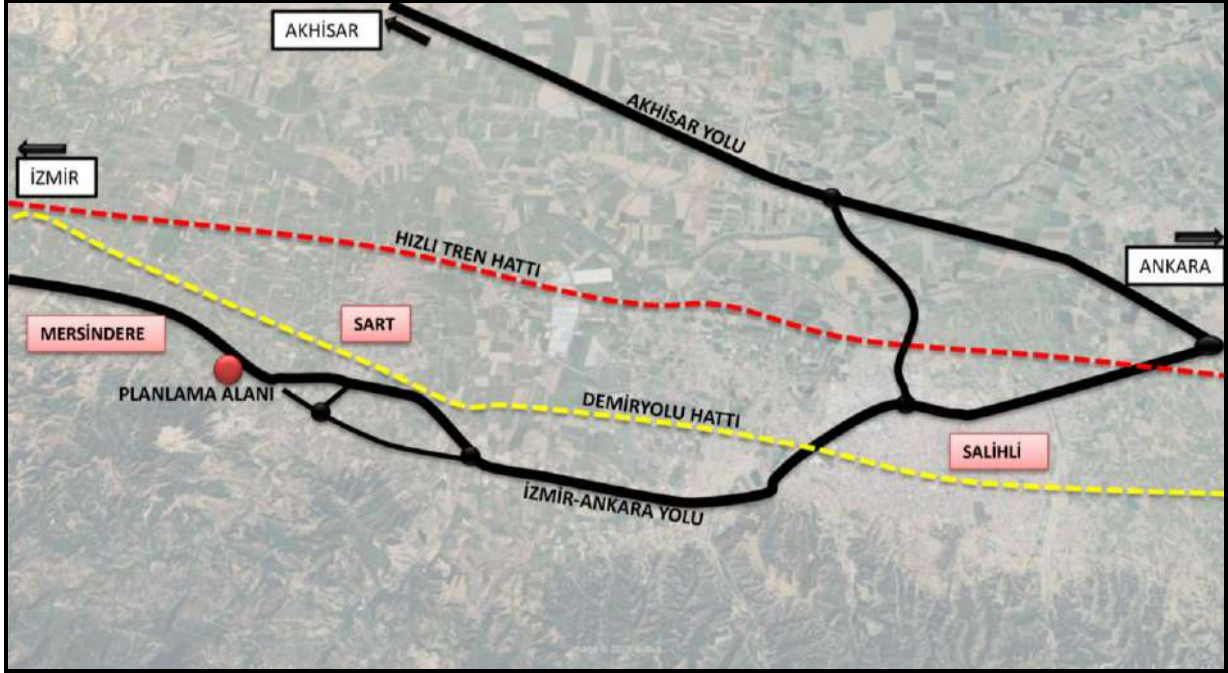 AKHİSAR
AKHİSAR YOLU
İZMİR
HIZLI TREN HATTI
ANKARA
MERSİNDERE
SART
PLANLAMA ALANI
DEMİRYOLU HATTI
SALİHLİ
İZMİR-ANKARA YOLU